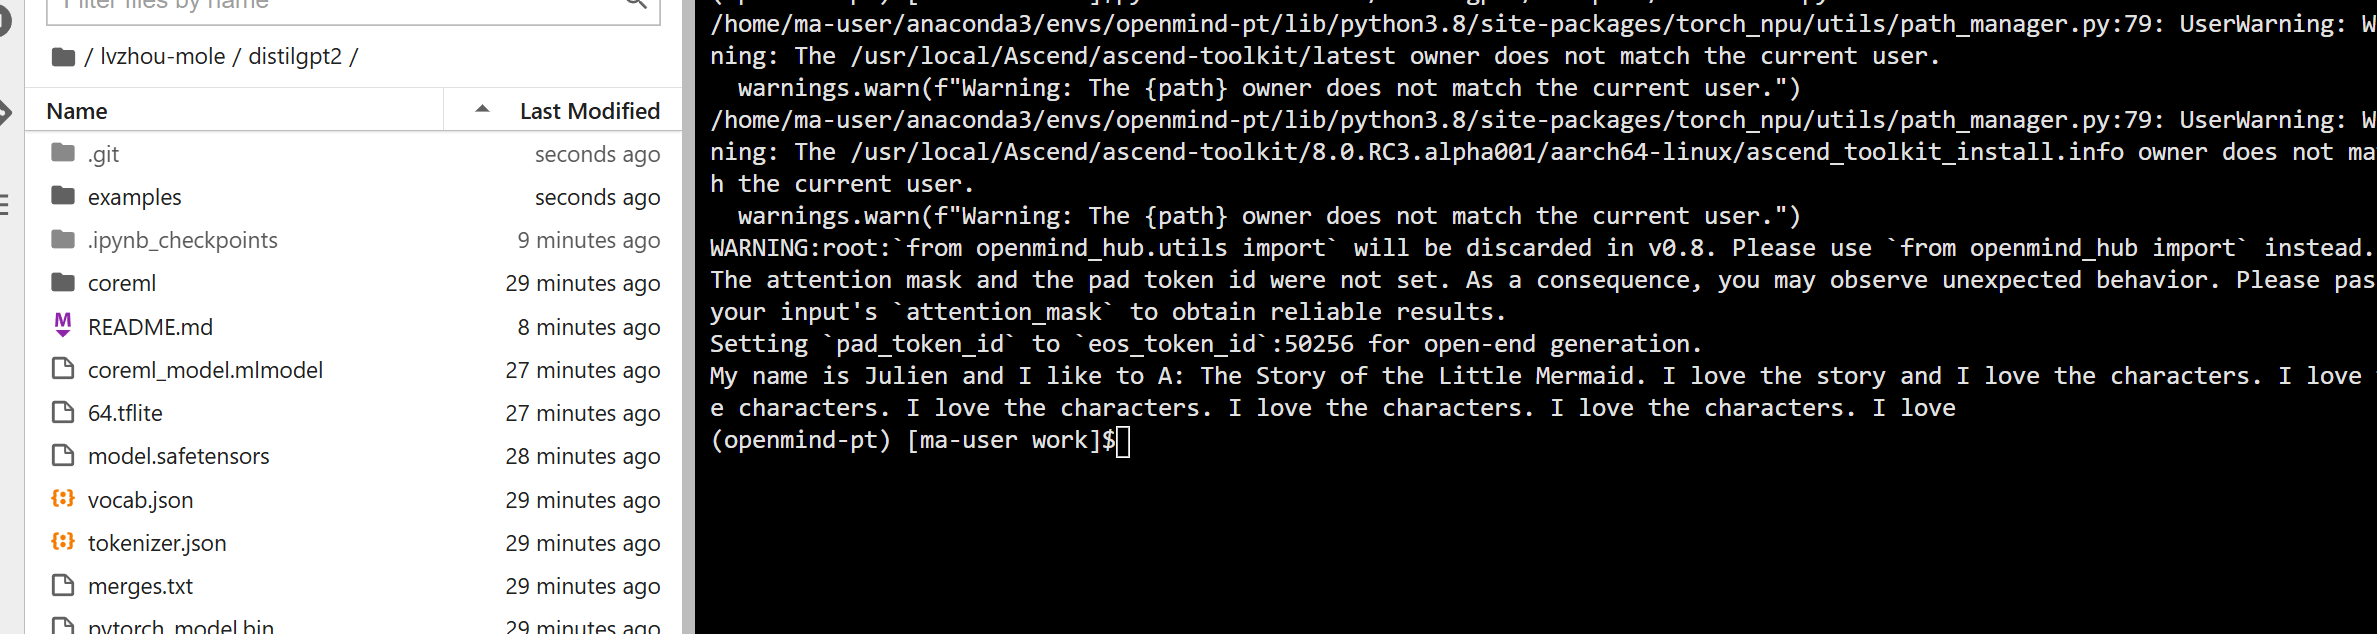 Filter files by name
/ lvzhou-mole / distilgpt2 /
Name Last Modified
.git seconds ago
examples seconds ago
.ipynb_checkpoints 9 minutes ago
coreml 29 minutes ago
README.md 8 minutes ago
coreml_model.mlmodel 27 minutes ago
64.tflite 27 minutes ago
model.safetensors 28 minutes ago
vocab.json 29 minutes ago
tokenizer.json 29 minutes ago
merges.txt 29 minutes ago
pytorch_model.bin 29 minutes ago
/home/ma-user/anaconda3/envs/openmind-pt/lib/python3.8/site-packages/torch_npu/utils/path_manager.py:79: UserWarning: W
ning: The /usr/local/Ascend/ascend-toolkit/latest owner does not match the current user.
warnings.warn(f"Warning: The {path} owner does not match the current user.")
/home/ma-user/anaconda3/envs/openmind-pt/lib/python3.8/site-packages/torch_npu/utils/path_manager.py:79: UserWarning: W
ning: The /usr/local/Ascend/ascend-toolkit/8.0.RC3.alpha001/aarch64-linux/ascend_toolkit_install.info owner does not ma
h the current user.
warnings.warn(f"Warning: The {path} owner does not match the current user.")
WARNING:root:`from openmind_hub.utils import` will be discarded in v0.8. Please use `from openmind_hub import` instead.
The attention mask and the pad token id were not set. As a consequence, you may observe unexpected behavior. Please pas
your input's `attention_mask` to obtain reliable results.
Setting `pad_token_id` to `eos_token_id`:50256 for open-end generation.
My name is Julien and I like to A: The Story of the Little Mermaid. I love the story and I love the characters. I love
e characters. I love the characters. I love the characters. I love the characters. I love
(openmind-pt) [ma-user work]$